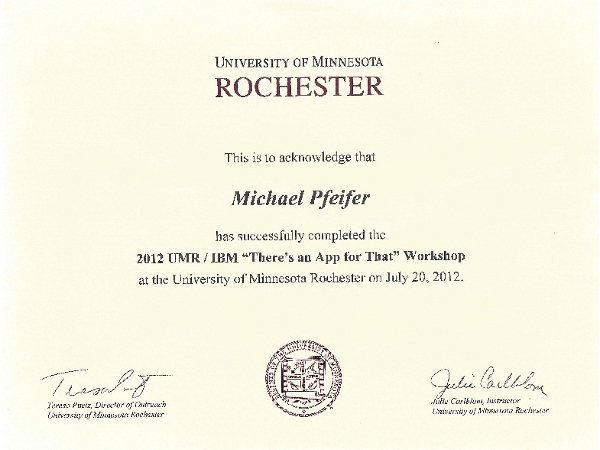 UNIVERSITY OF MINNESOTA
ROCHESTER
This is to acknowledge that
Michael Pfeifer
has successfully completed the
2012 UMR / IBM “There’s an App for That” Workshop
at the University of Minnesota Rochester on July 20, 2012.
Director of Outreach
University of Minnesota Rochester
Julie Carlblom
Julie Carlblom, Instructor
University of Minnesota Rochester